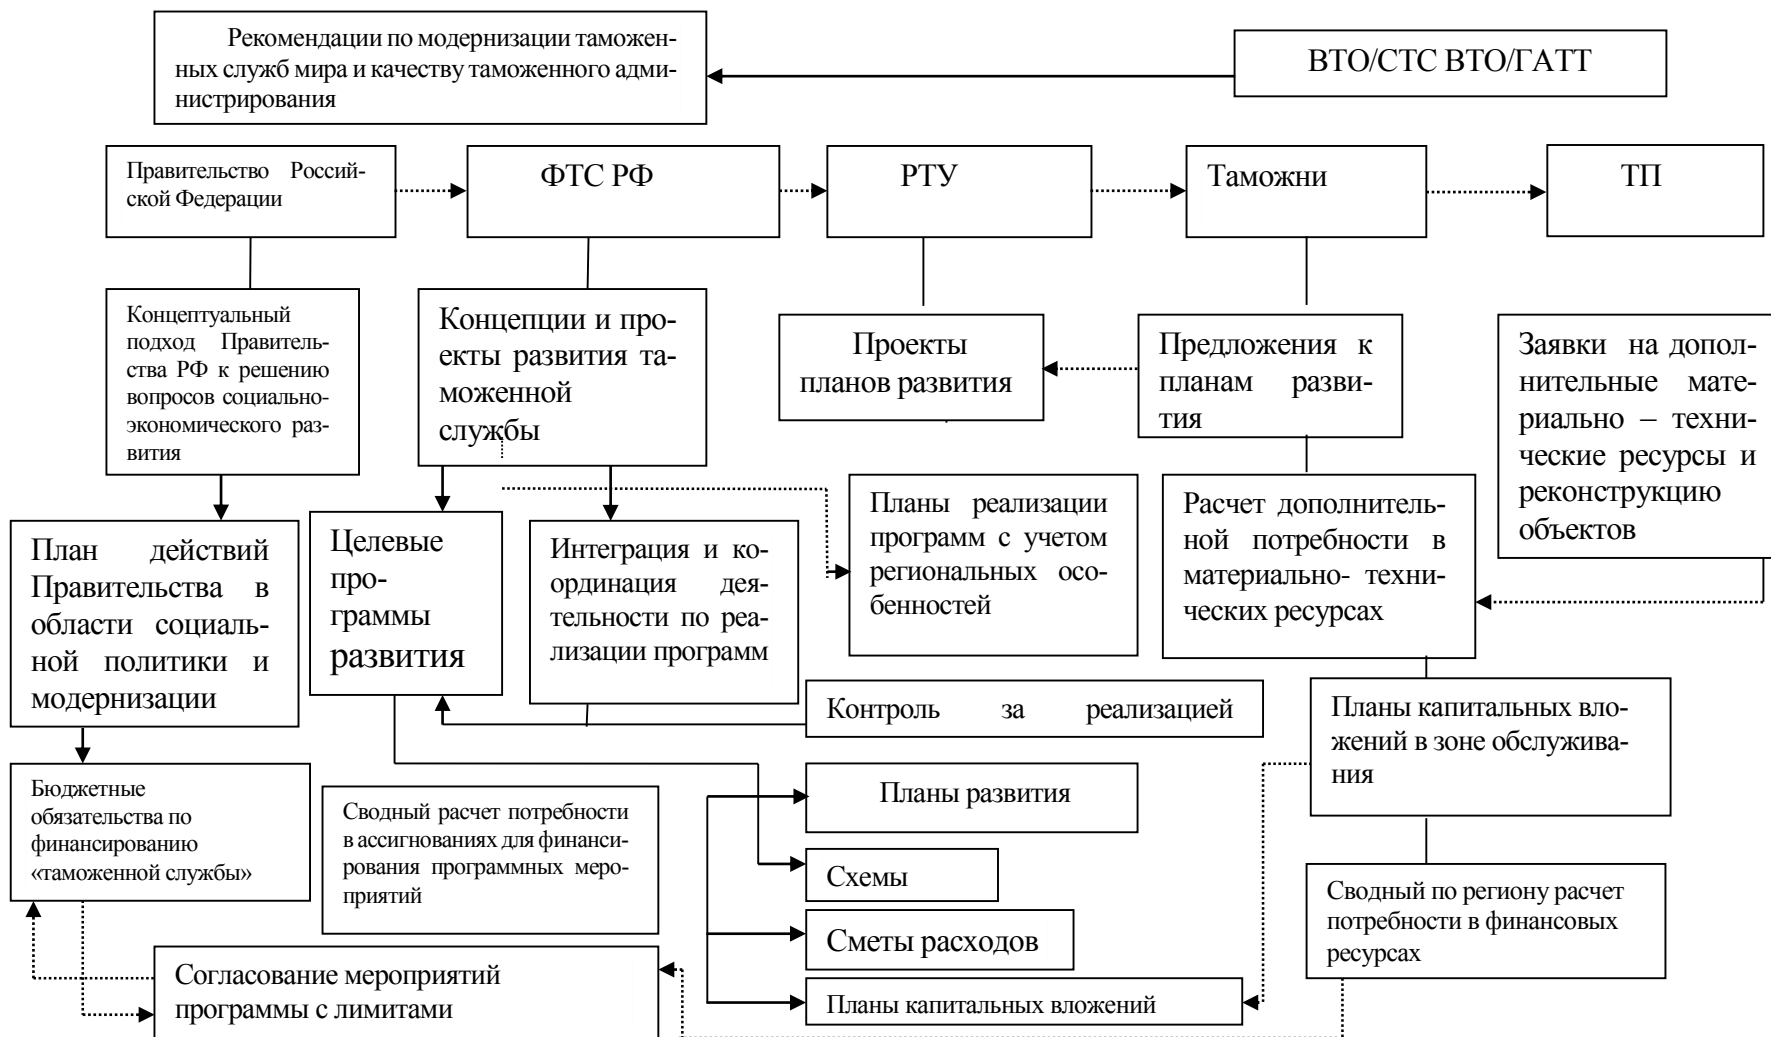 Рекомендации по модернизации таможен-
ных служб мира и качеству таможенного адми-
нистрирования
ВТО/СТС ВТО/ГАТТ
Правительство Россий-
ской Федерации
ФТС РФ
РТУ
Таможни
ТП
Концептуальный
подход Правитель-
ства РФ к решению
вопросов социально-
экономического раз-
вития
Концепции и про-
екты развития та-
моженной
службы
Проекты
планов развития
Предложения к
планам разви-
тия
Заявки на допол-
нительные мате-
риально – техни-
ческие ресурсы и
реконструкцию
объектов
План действий
Правительства в
области социаль-
ной политики и
модернизации
Целевые
про-
граммы
развития
Интеграция и ко-
ординация дея-
тельности по реа-
лизации программ
Планы реализации
программ с учетом
региональных осо-
бенностей
Расчет дополнитель-
ной потребности в
материально- техни-
ческих ресурсах
Контроль за реализацией
Планы капитальных вло-
жений в зоне обслужива-
ния
Бюджетные
обязательства по
финансированию
«таможенной службы»
Сводный расчет потребности
в ассигнованиях для финанси-
рования программных меро-
приятий
Планы развития
Схемы
Сметы расходов
Планы капитальных вложений
Сводный по региону расчет
потребности в финансовых
ресурсах
Согласование мероприятий
программы с лимитами